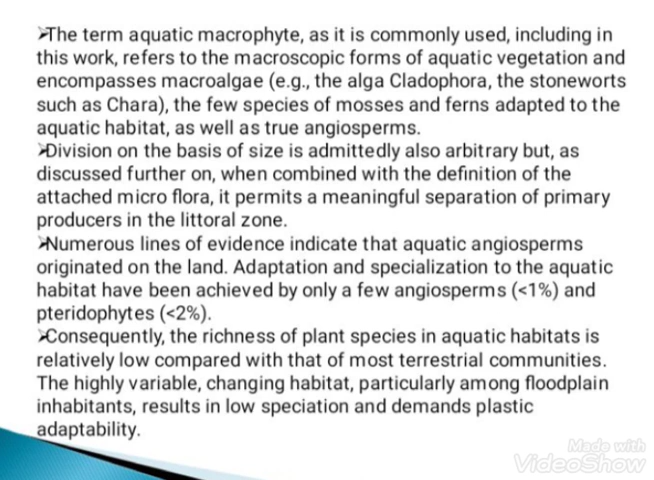 ➢The term aquatic macrophyte, as it is commonly used, including in
this work, refers to the macroscopic forms of aquatic vegetation and
encompasses macroalgae (e.g., the alga Cladophora, the stoneworts
such as Chara), the few species of mosses and ferns adapted to the
aquatic habitat, as well as true angiosperms.
➢Division on the basis of size is admittedly also arbitrary but, as
discussed further on, when combined with the definition of the
attached micro flora, it permits a meaningful separation of primary
producers in the littoral zone.
➢Numerous lines of evidence indicate that aquatic angiosperms
originated on the land. Adaptation and specialization to the aquatic
habitat have been achieved by only a few angiosperms (<1%) and
pteridophytes (<2%).
➢Consequently, the richness of plant species in aquatic habitats is
relatively low compared with that of most terrestrial communities.
The highly variable, changing habitat, particularly among floodplain
inhabitants, results in low speciation and demands plastic
adaptability.
Made with
VideoShow